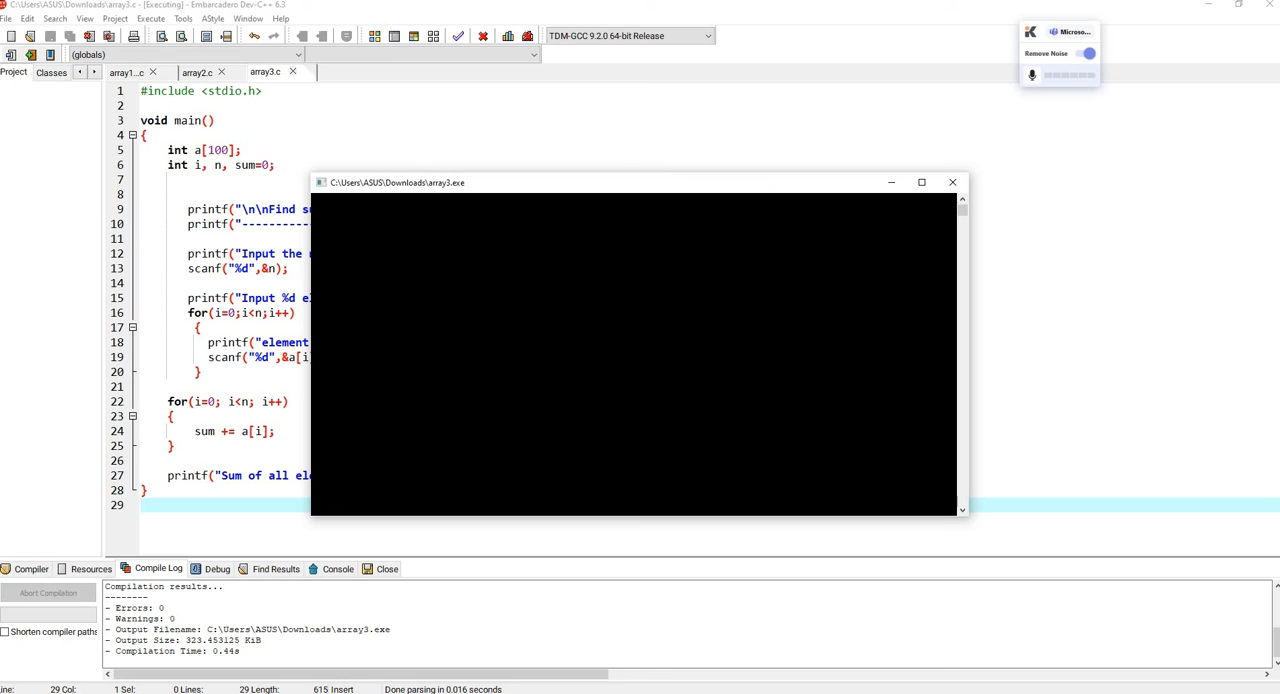 C:\Users\ASUS\Downloads\array3.c - [Executing] - Embarcadero Dev-C++ 6.3
File Edit Search View Project Execute Tools AStyle Window Help
TDM-GCC 9.2.0 64-bit Release
(globals)
Microso...
Remove Noise
Project Classes array1...c array2.c array3.c
1 #include <stdio.h>
2
3 void main()
4 {
5 int a[100];
6 int i, n, sum=0;
7
8
9 printf("\n\nFind su
10 printf("----------
11
12 printf("Input the
13 scanf("%d",&n);
14
15 printf("Input %d el
16 for(i=0;i<n;i++)
17 {
18 printf("element
19 scanf("%d",&a[i]
20 }
21
22 for(i=0; i<n; i++)
23 {
24 sum += a[i];
25 }
26
27 printf("Sum of all ele
28 }
29
C:\Users\ASUS\Downloads\array3.exe
Compiler Resources Compile Log Debug Find Results Console Close
Abort Compilation
Shorten compiler paths
Compilation results...
--------
- Errors: 0
- Warnings: 0
- Output Filename: C:\Users\ASUS\Downloads\array3.exe
- Output Size: 323.453125 KiB
- Compilation Time: 0.44s
ine: 29 Col: 1 Sel: 0 Lines: 29 Length: 615 Insert Done parsing in 0.016 seconds